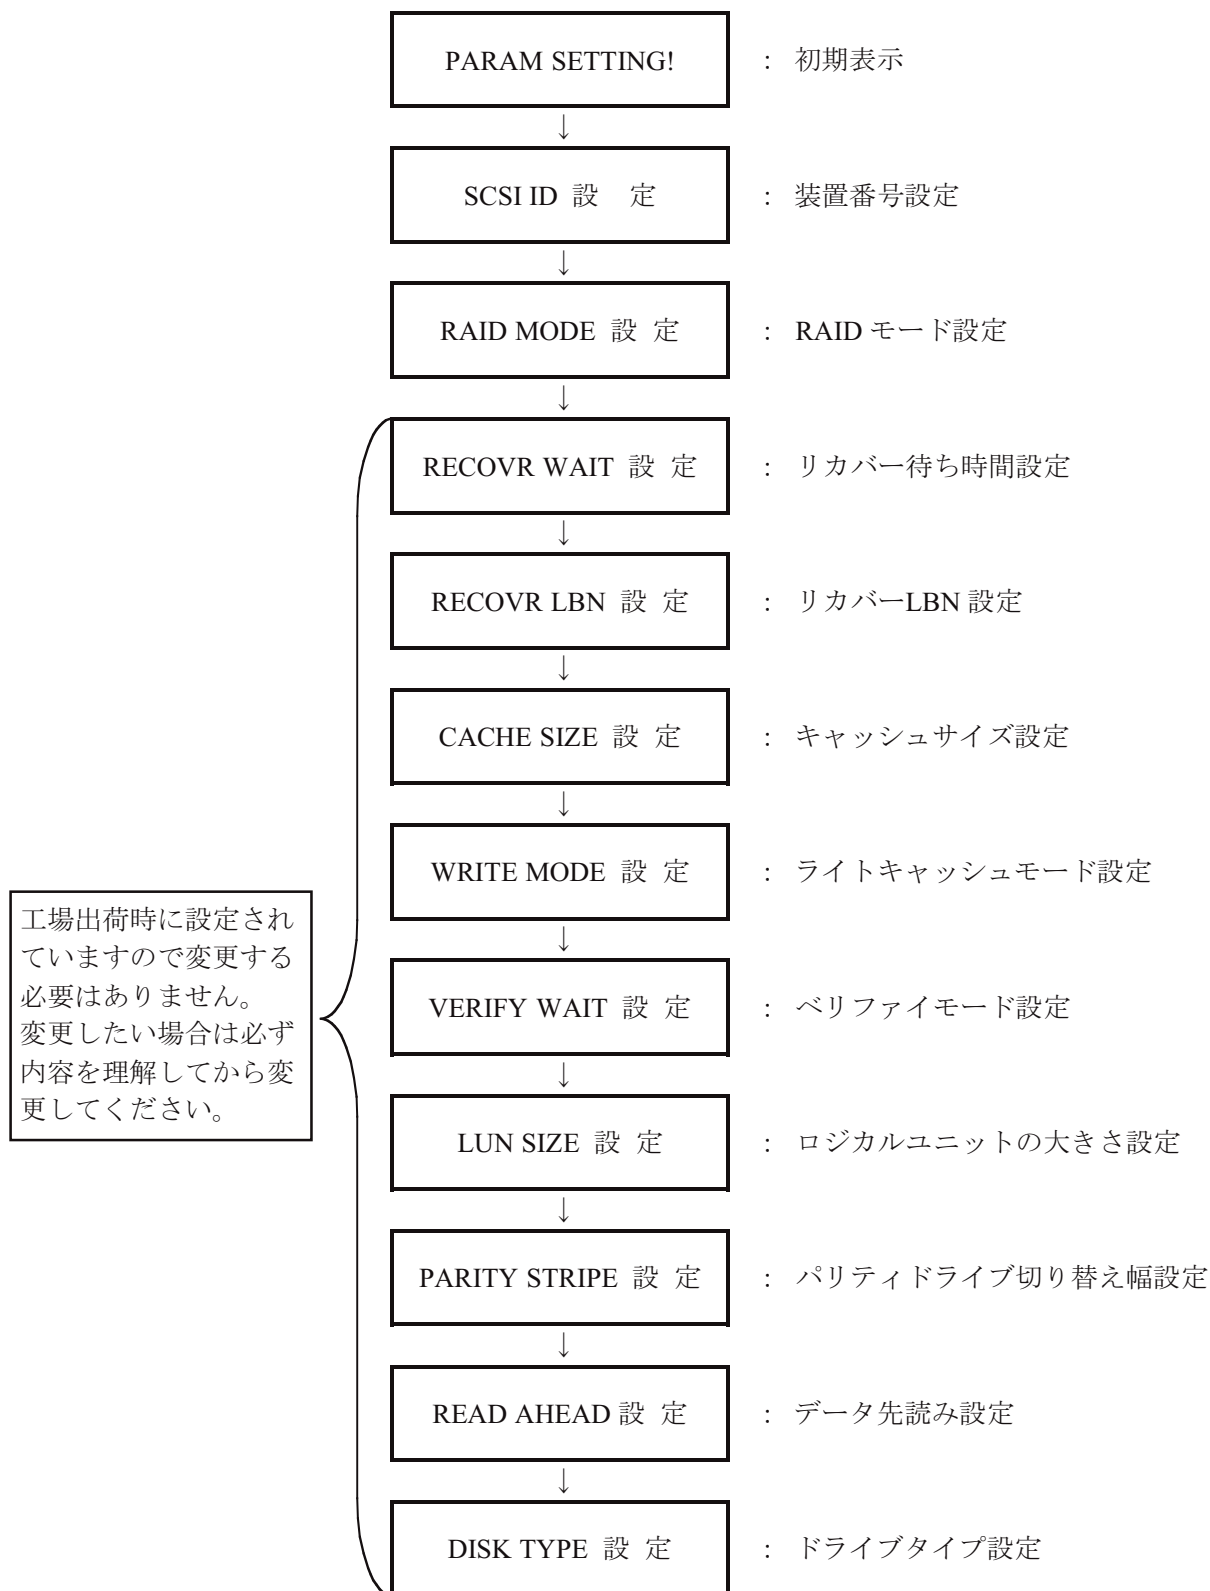 PARAM SETTING! : 初期表示
↓
SCSI ID 設 定 : 装置番号設定
↓
RAID MODE 設 定 : RAID モード設定
↓
RECOVR WAIT 設 定 : リカバー待ち時間設定
↓
RECOVR LBN 設 定 : リカバーLBN 設定
↓
CACHE SIZE 設 定 : キャッシュサイズ設定
↓
WRITE MODE 設 定 : ライトキャッシュモード設定
↓
VERIFY WAIT 設 定 : ベリファイモード設定
↓
LUN SIZE 設 定 : ロジカルユニットの大きさ設定
↓
PARITY STRIPE 設 定 : パリティドライブ切り替え幅設定
↓
READ AHEAD 設 定 : データ先読み設定
↓
DISK TYPE 設 定 : ドライブタイプ設定
工場出荷時に設定され
ていますので変更する
必要はありません。
変更したい場合は必ず
内容を理解してから変
更してください。